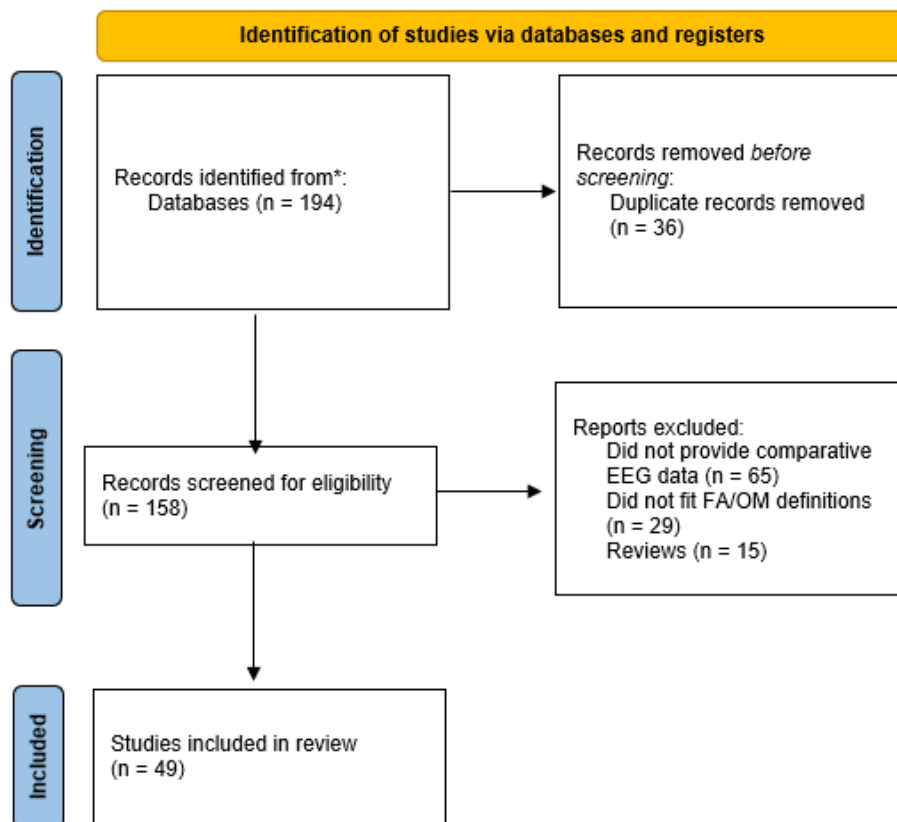 Identification of studies via databases and registers
Identification
Records identified from*:
Databases (n = 194)
Records removed before
screening:
Duplicate records removed
(n = 36)
Screening
Records screened for eligibility
(n = 158)
Reports excluded:
Did not provide comparative
EEG data (n = 65)
Did not fit FA/OM definitions
(n = 29)
Reviews (n = 15)
Included
Studies included in review
(n = 49)